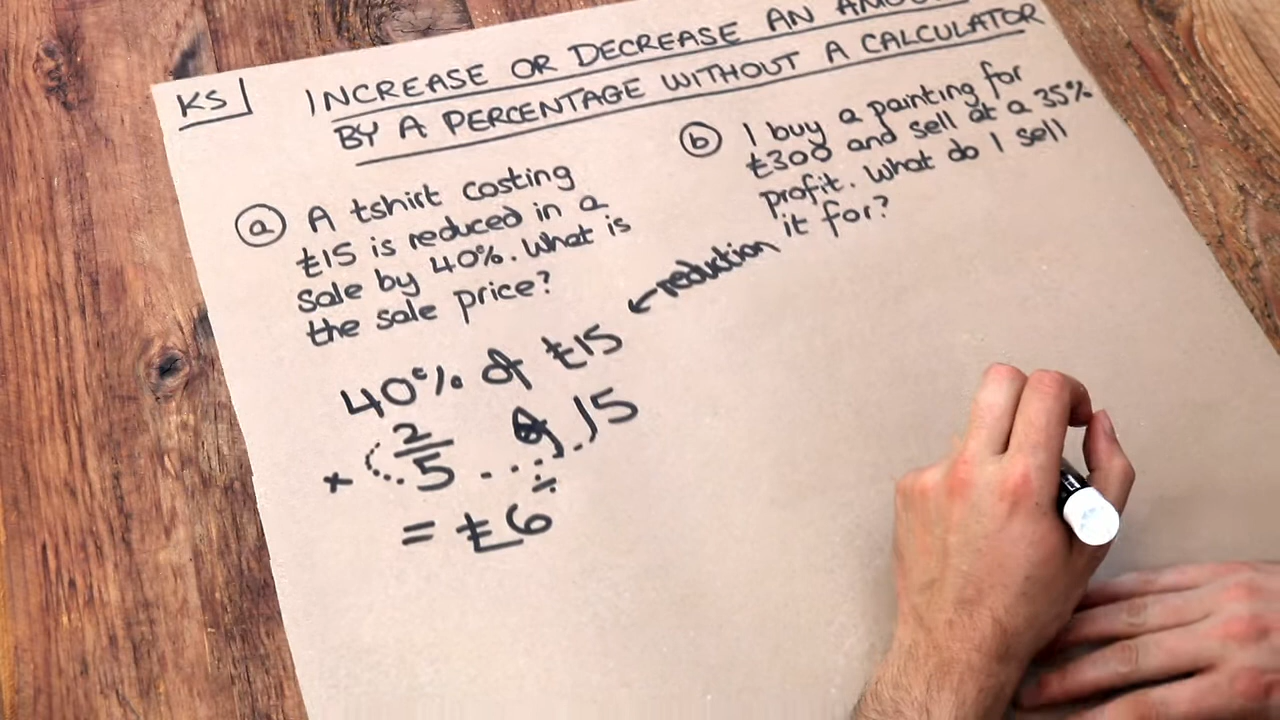 KS
INCREASE OR DECREASE AN
BY A PERCENTAGE WITHOUT A CALCULATOR
a A tshirt costing
£15 is reduced in a
sale by 40%. What is
the sale price?
b I buy a painting for
£300 and sell at a 35%
profit. What do I sell
it for?
40% of £15 ← reduction
× 2/5 of 15
÷
= £6